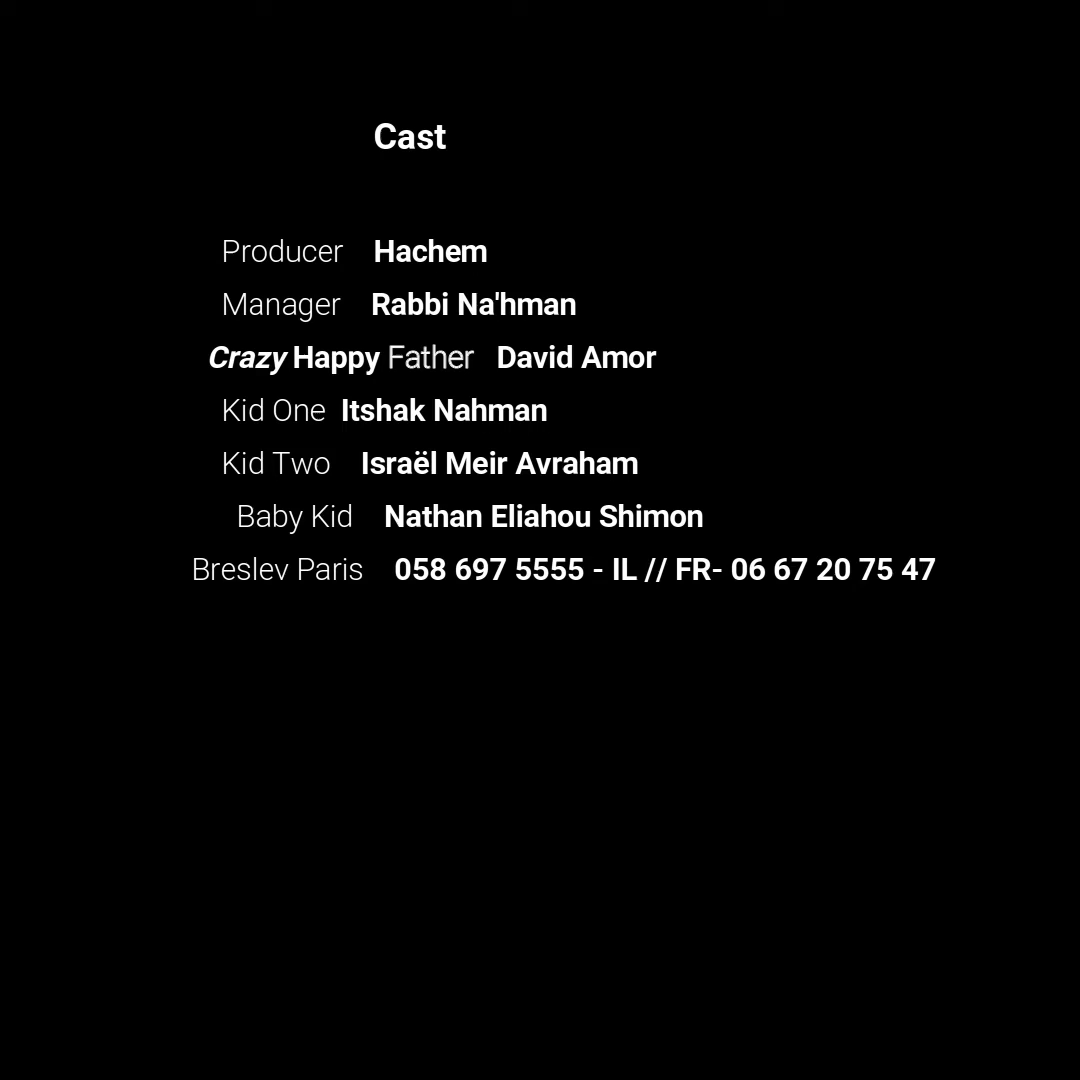 Cast
Producer Hachem
Manager Rabbi Na'hman
Crazy Happy Father David Amor
Kid One Itshak Nahman
Kid Two Israël Meir Avraham
Baby Kid Nathan Eliahou Shimon
Breslev Paris 058 697 5555 - IL // FR- 06 67 20 75 47